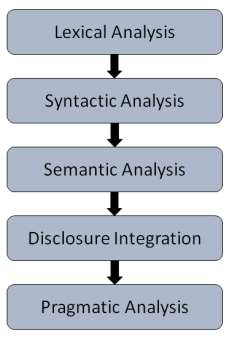 Lexical Analysis
Syntactic Analysis
Semantic Analysis
Disclosure Integration
Pragmatic Analysis